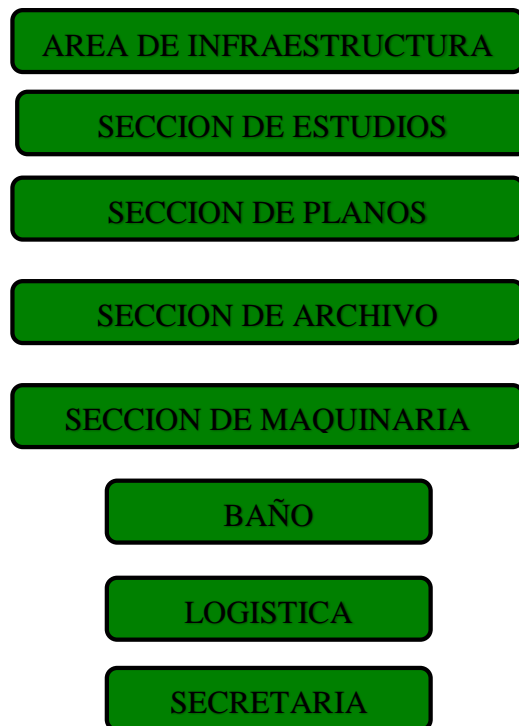 AREA DE INFRAESTRUCTURA
SECCION DE ESTUDIOS
SECCION DE PLANOS
SECCION DE ARCHIVO
SECCION DE MAQUINARIA
BAÑO
LOGISTICA
SECRETARIA